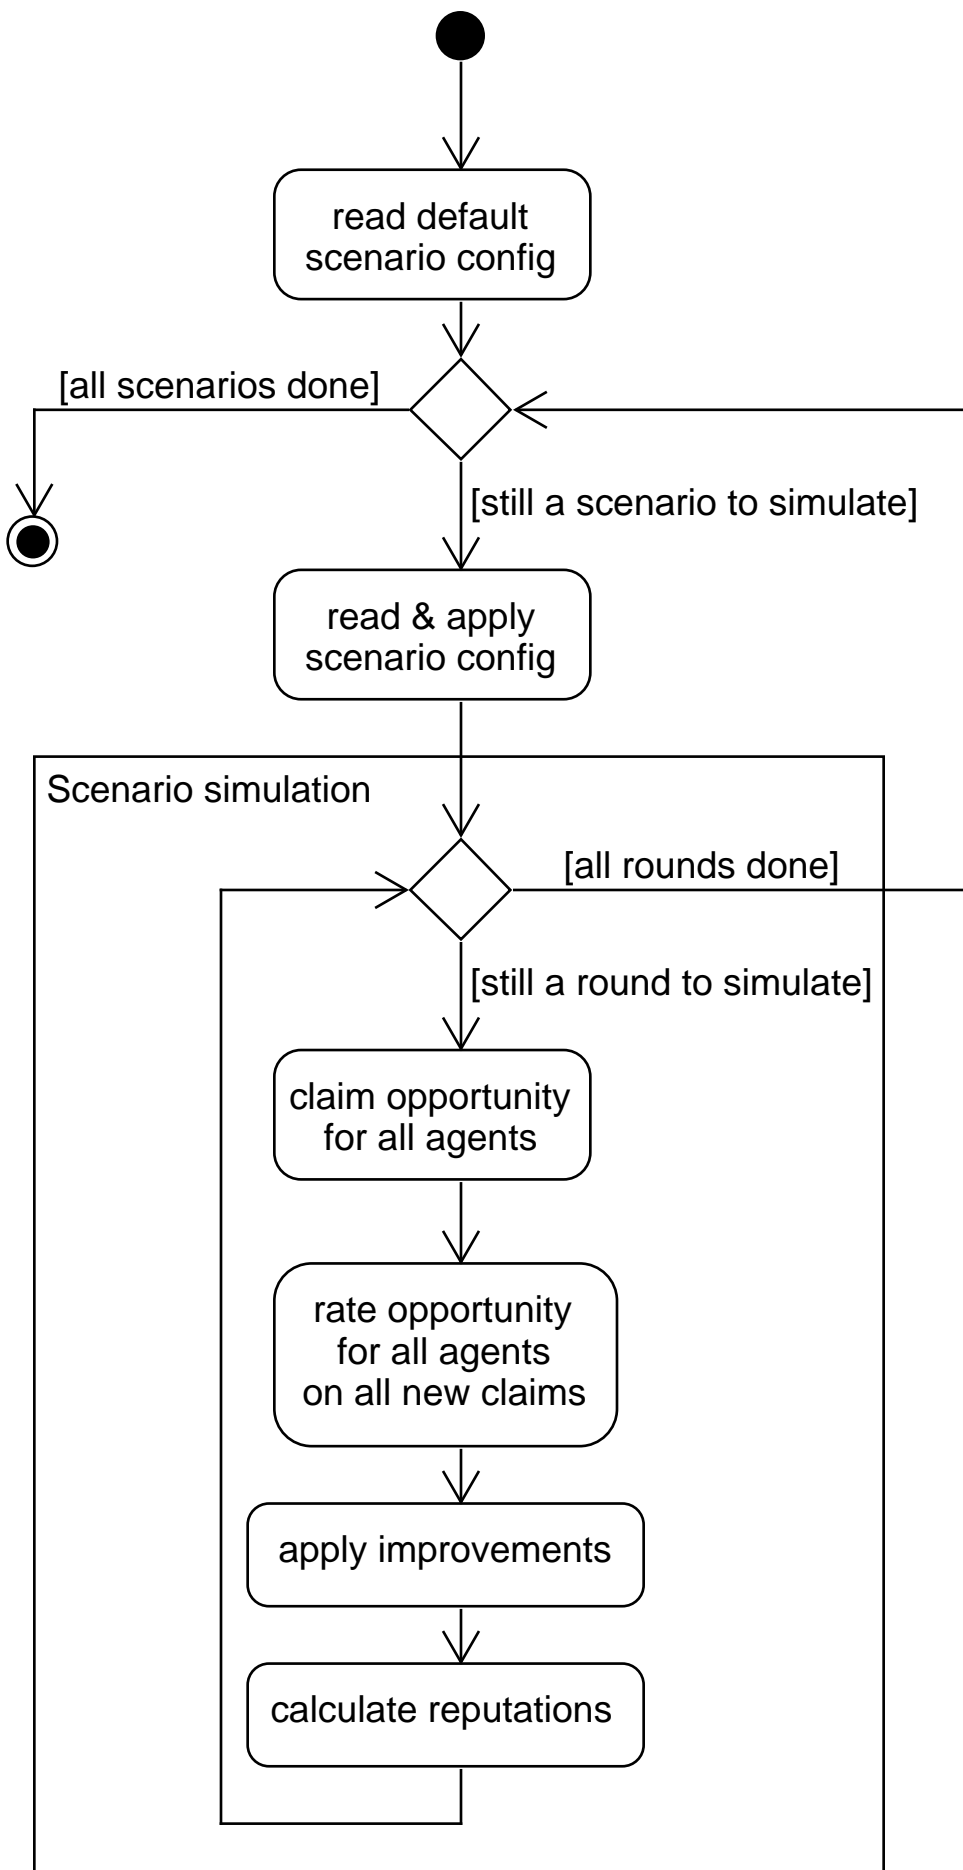 read default
scenario config
[all scenarios done]
[still a scenario to simulate]
read & apply
scenario config
Scenario simulation
[all rounds done]
[still a round to simulate]
claim opportunity
for all agents
rate opportunity
for all agents
on all new claims
apply improvements
calculate reputations